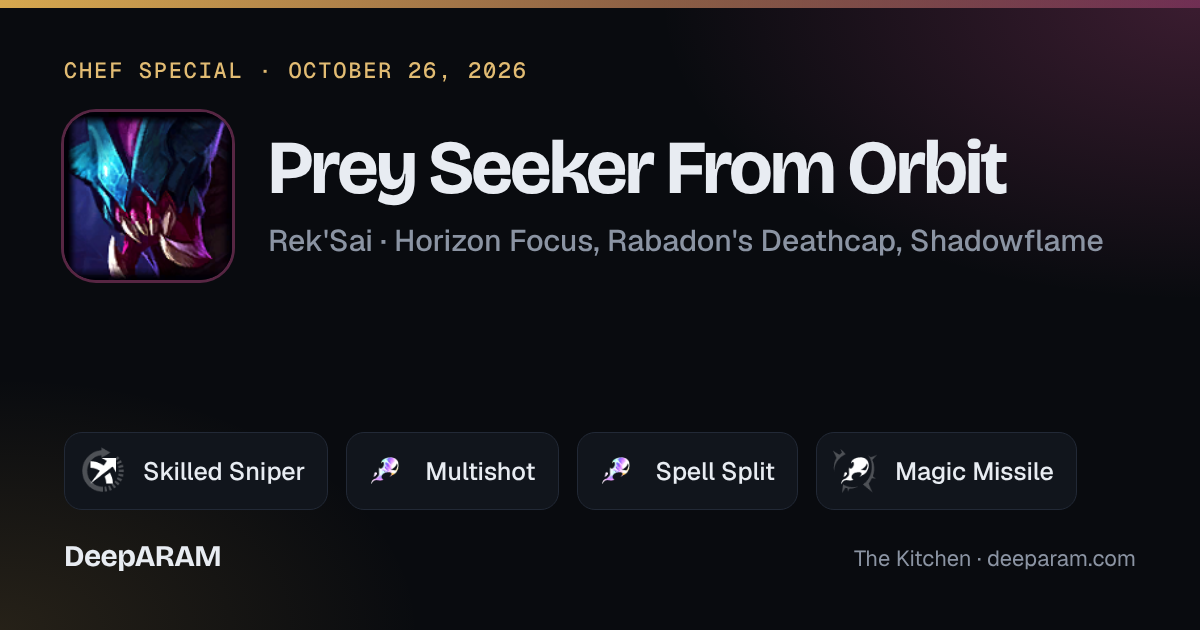 CHEF SPECIAL · OCTOBER 26, 2026
Prey Seeker From Orbit
Rek'Sai · Horizon Focus, Rabadon's Deathcap, Shadowflame
Skilled Sniper
Multishot
Spell Split
Magic Missile
DeepARAM
The Kitchen · deeparam.com